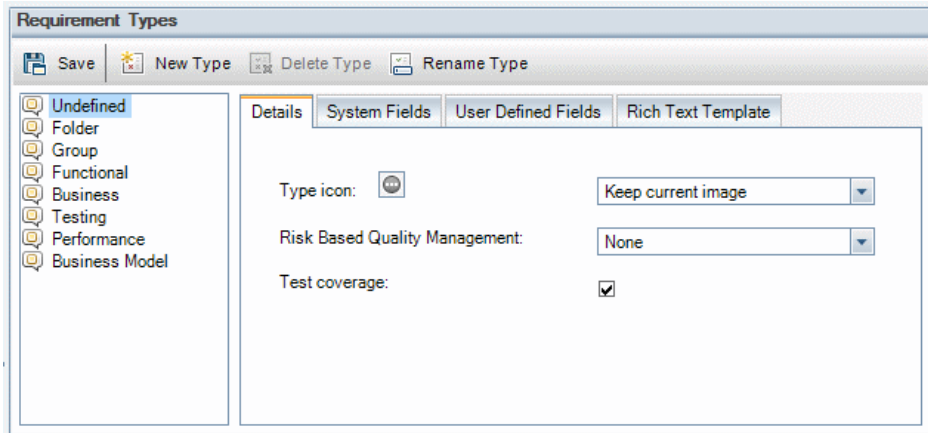 Requirement Types
Save New Type Delete Type Rename Type
Undefined
Folder
Group
Functional
Business
Testing
Performance
Business Model
Details System Fields User Defined Fields Rich Text Template
Type icon: Keep current image
Risk Based Quality Management: None
Test coverage: